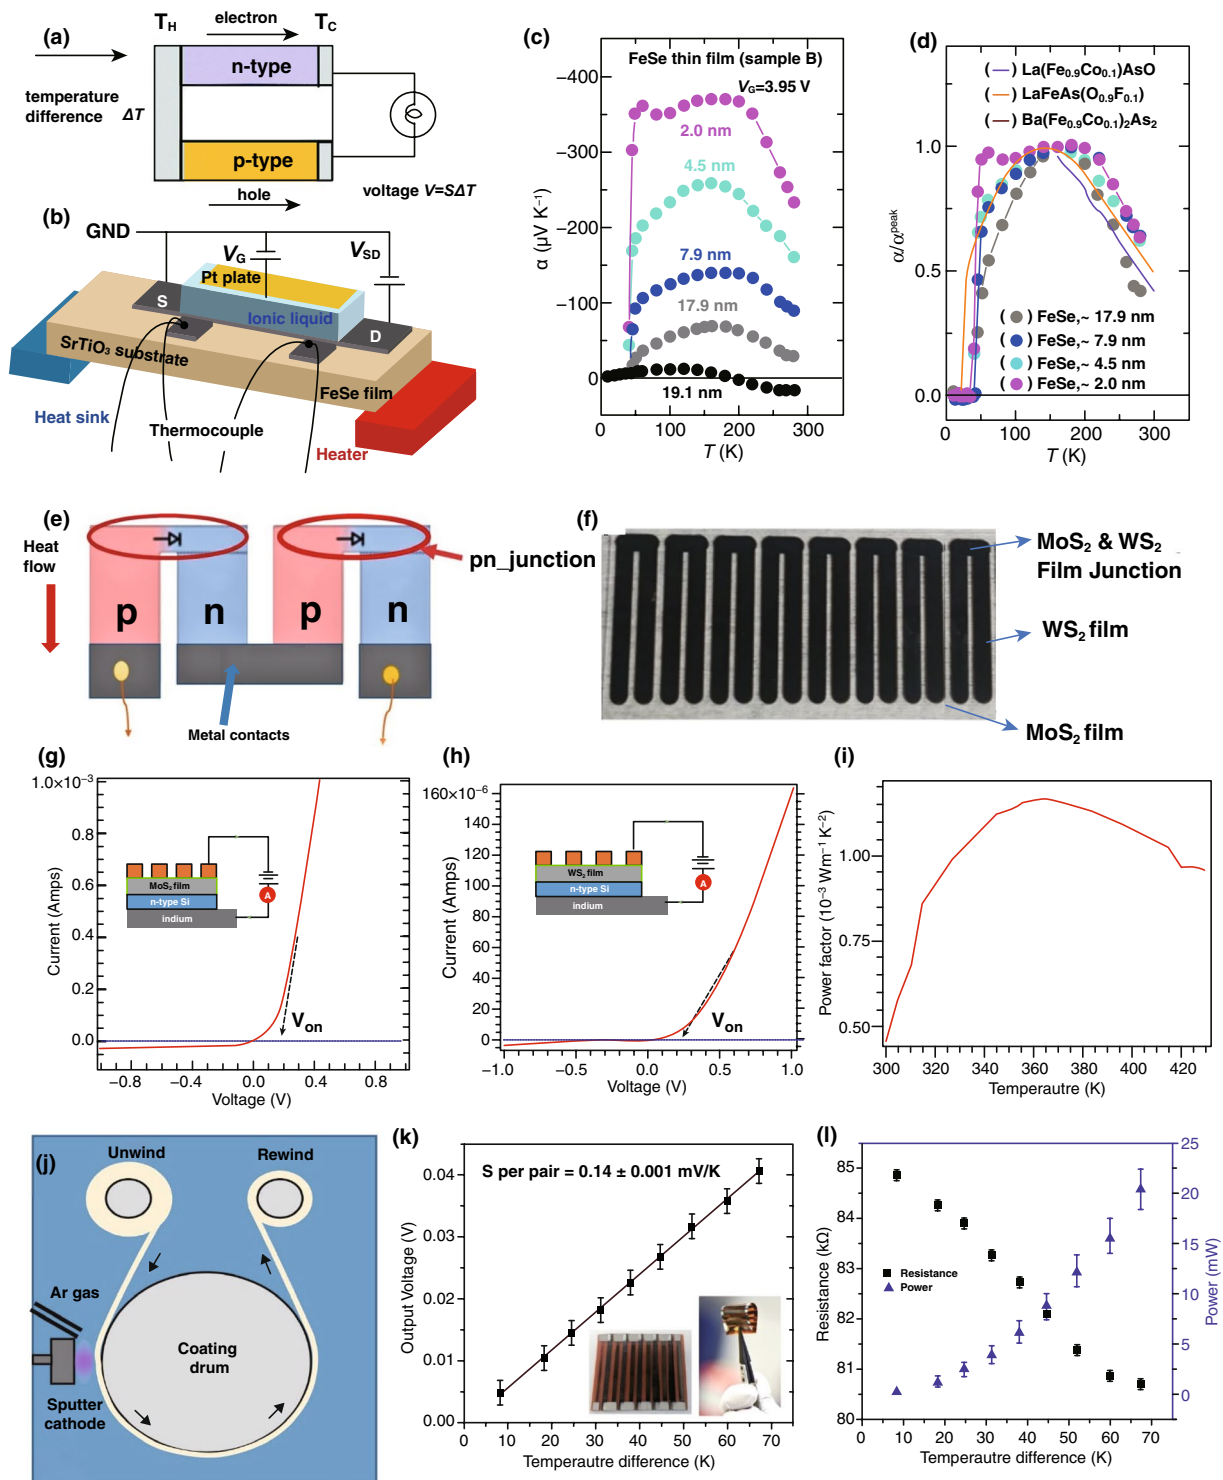 (a)
T_H
electron
T_C
n-type
temperature
difference
ΔT
p-type
hole
voltage V=SΔT
(b)
GND
V_G
V_SD
Pt plate
S
Ionic liquid
D
SrTiO₃ substrate
FeSe film
Heat sink
Thermocouple
Heater
(c)
FeSe thin film (sample B)
V_G=3.95 V
−400
−300
−200
−100
0
α (μV K⁻¹)
2.0 nm
4.5 nm
7.9 nm
17.9 nm
19.1 nm
0 100 200 300
T (K)
(d)
( ) La(Fe₀.₉Co₀.₁)AsO
( ) LaFeAs(O₀.₉F₀.₁)
( ) Ba(Fe₀.₉Co₀.₁)₂As₂
1.0
0.5
0.0
α/α^peak
( ) FeSe,~ 17.9 nm
( ) FeSe,~ 7.9 nm
( ) FeSe,~ 4.5 nm
( ) FeSe,~ 2.0 nm
0 100 200 300
T (K)
(e)
Heat
flow
p
n
p
n
pn_junction
Metal contacts
(f)
MoS₂ & WS₂
Film Junction
WS₂ film
MoS₂ film
(g)
1.0×10⁻³
0.8
0.6
0.4
0.2
0.0
Current (Amps)
MoS₂ film
n-type Si
indium
A
V_on
−0.8 −0.4 0.0 0.4 0.8
Voltage (V)
(h)
160×10⁻⁶
140
120
100
80
60
40
20
0
Current (Amps)
WS₂ film
n-type Si
indium
A
V_on
−1.0 −0.5 0.0 0.5 1.0
Voltage (V)
(i)
1.00
0.75
0.50
Power factor (10⁻³ Wm⁻¹ K⁻²)
300 320 340 360 380 400 420
Temperautre (K)
(j)
Unwind
Rewind
Ar gas
Coating
drum
Sputter
cathode
(k)
S per pair = 0.14 ± 0.001 mV/K
0.04
0.03
0.02
0.01
0.00
Output Voltage (V)
0 10 20 30 40 50 60 70
Temperautre difference (K)
(l)
85
84
83
82
81
80
Resistance (kΩ)
Resistance
Power
25
20
15
10
5
0
Power (mW)
0 10 20 30 40 50 60 70
Temperautre difference (K)